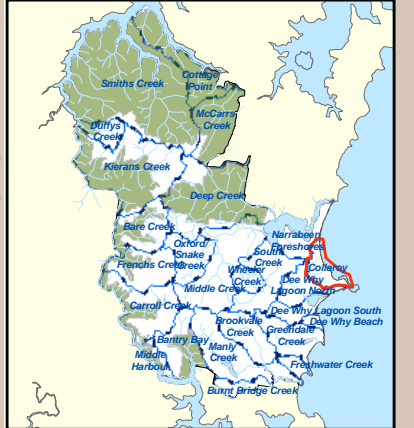 Smiths Creek
Cottage
Point
McCarrs
Creek
Duffys
Creek
Kierans Creek
Deep Creek
Bare Creek
Narrabeen
Foreshores
Oxford/
Snake
Creek
South
Creek
Frenchs Creek
Wheeler
Creek
Collaroy
Dee Why
Lagoon North
Middle Creek
Carroll Creek
Dee Why Lagoon South
Dee Why Beach
Brookvale
Creek
Greendale
Creek
Bantry Bay
Manly
Creek
Middle
Harbour
Freshwater Creek
Burnt Bridge Creek